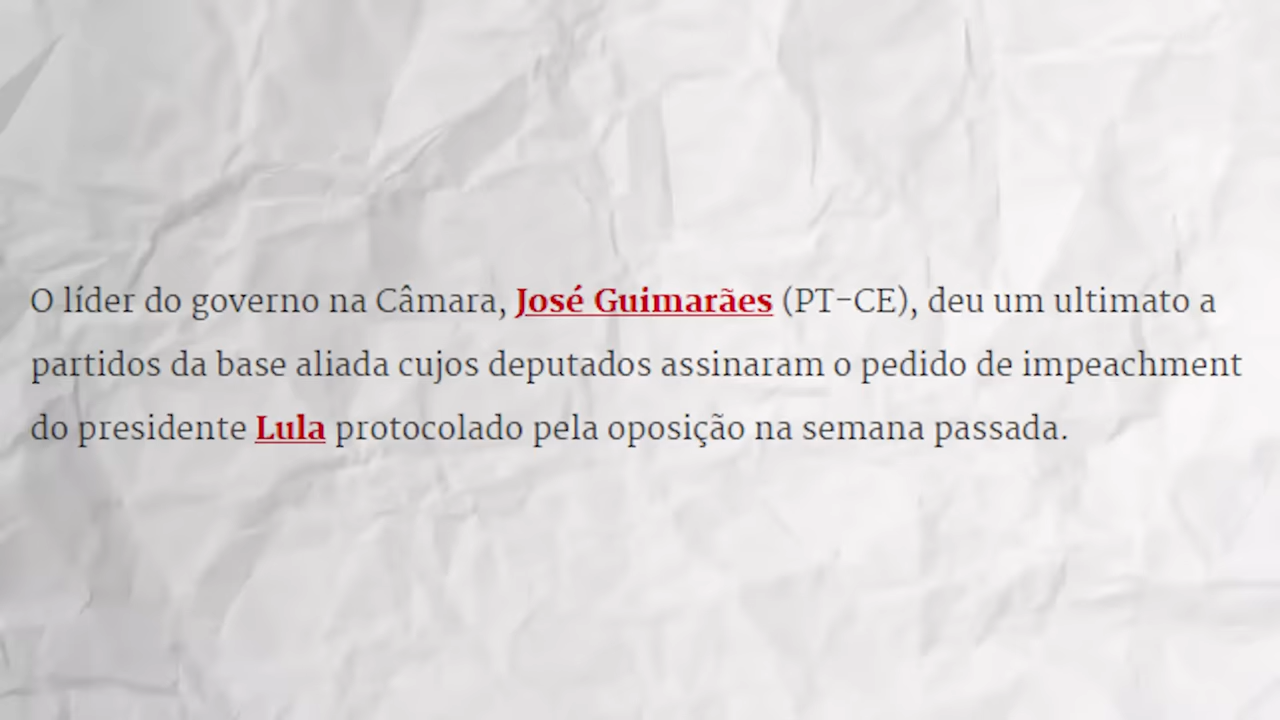 O líder do governo na Câmara, José Guimarães (PT-CE), deu um ultimato a
partidos da base aliada cujos deputados assinaram o pedido de impeachment
do presidente Lula protocolado pela oposição na semana passada.